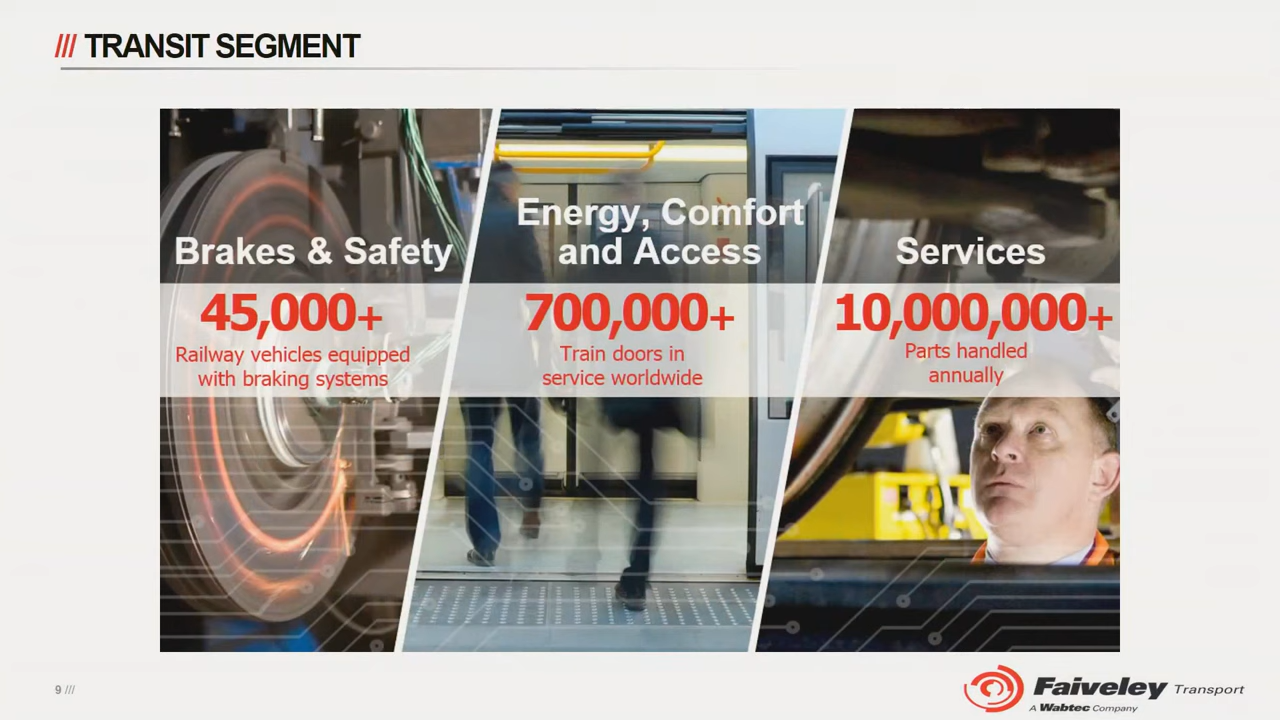 /// TRANSIT SEGMENT
Brakes & Safety
45,000+
Railway vehicles equipped
with braking systems
Energy, Comfort
and Access
700,000+
Train doors in
service worldwide
Services
10,000,000+
Parts handled
annually
9 ///
Faiveley Transport
A Wabtec Company